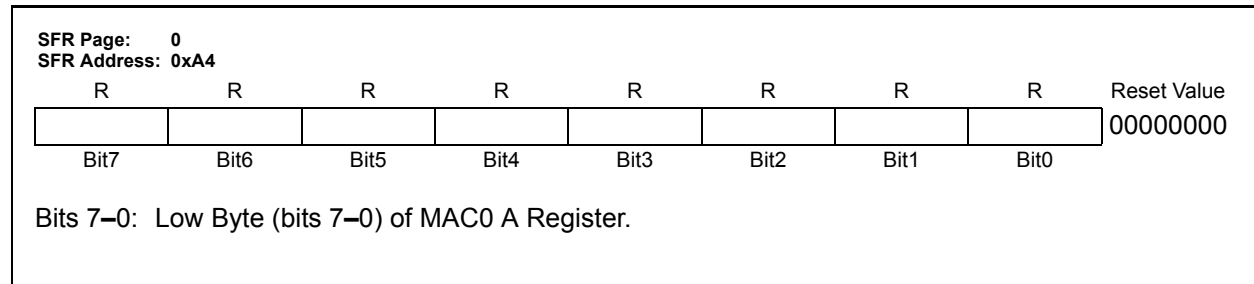 SFR Page: 0
SFR Address: 0xA4
R R R R R R R R Reset Value
00000000
Bit7 Bit6 Bit5 Bit4 Bit3 Bit2 Bit1 Bit0
Bits 7–0: Low Byte (bits 7–0) of MAC0 A Register.